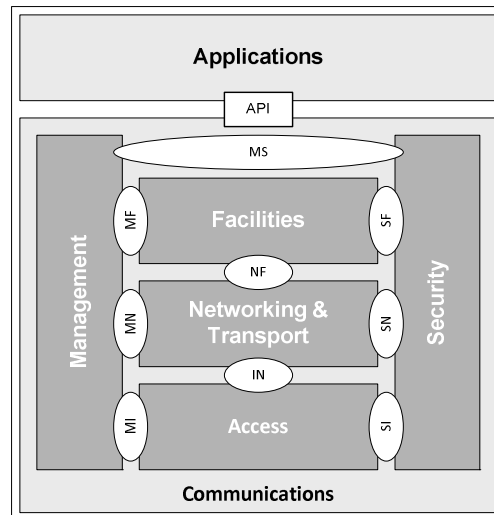 Applications
API
MS
Management
MF
Facilities
SF
Security
NF
MN
Networking &
Transport
SN
IN
MI
Access
SI
Communications